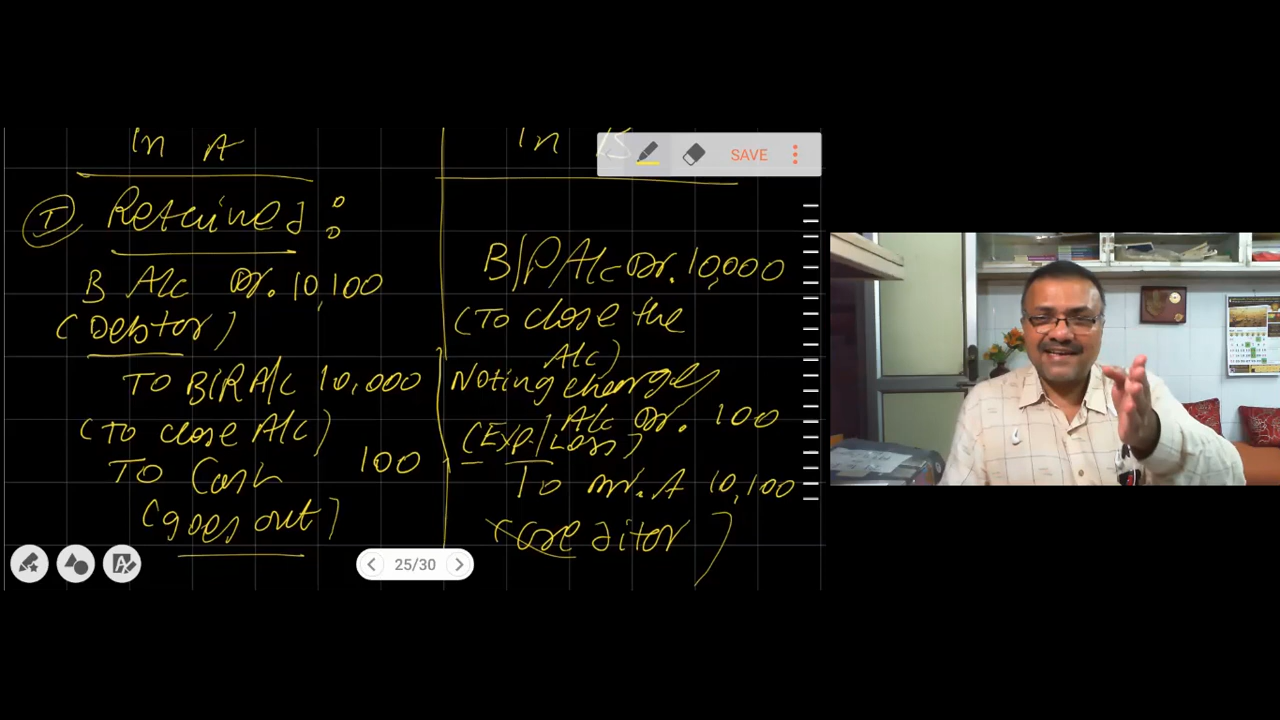 In A
I Retained:
B A/c Dr. 10,100
(Debtor)
To B/R A/c 10,000
(To close A/c)
To Cash 100
(goes out)
In B
B/P A/c Dr. 10,000
(To close the
A/c)
Noting charges
A/c Dr. 100
(Exp/Loss)
To Mr. A 10,100
(creditor)
SAVE
25/30